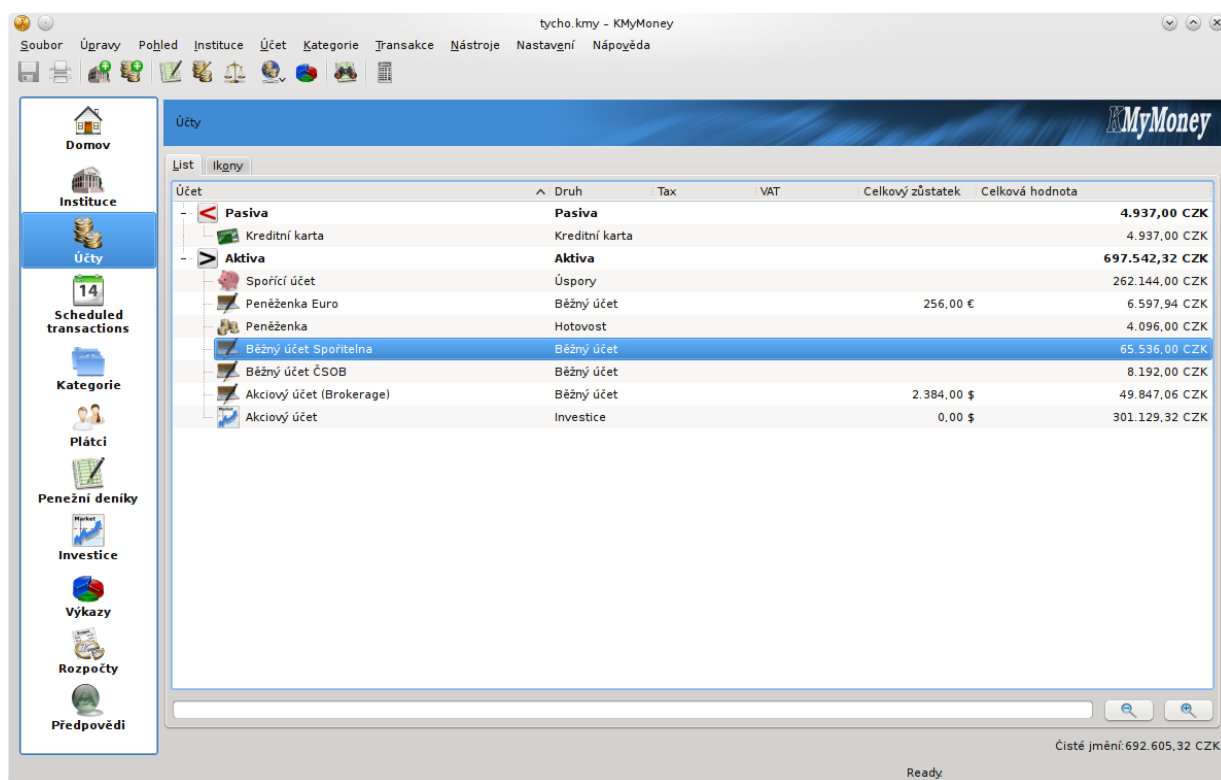 tycho.kmy - KMyMoney
Soubor Úpravy Pohled Instituce Účet Kategorie Transakce Nástroje Nastavení Nápověda
Domov
Instituce
Účty
14
Scheduled
transactions
Kategorie
Plátci
Penežní deníky
Market
Investice
Výkazy
Rozpočty
Předpovědi
Účty
KMyMoney
List Ikony
Účet Druh Tax VAT Celkový zůstatek Celková hodnota
Pasiva Pasiva 4.937,00 CZK
Kreditní karta Kreditní karta 4.937,00 CZK
Aktiva Aktiva 697.542,32 CZK
Spořící účet Úspory 262.144,00 CZK
Peněženka Euro Běžný účet 256,00 € 6.597,94 CZK
Peněženka Hotovost 4.096,00 CZK
Běžný účet Spořitelna Běžný účet 65.536,00 CZK
Běžný účet ČSOB Běžný účet 8.192,00 CZK
Akciový účet (Brokerage) Běžný účet 2.384,00 $ 49.847,06 CZK
Akciový účet Investice 0,00 $ 301.129,32 CZK
Čisté jmění:692.605,32 CZK
Ready.